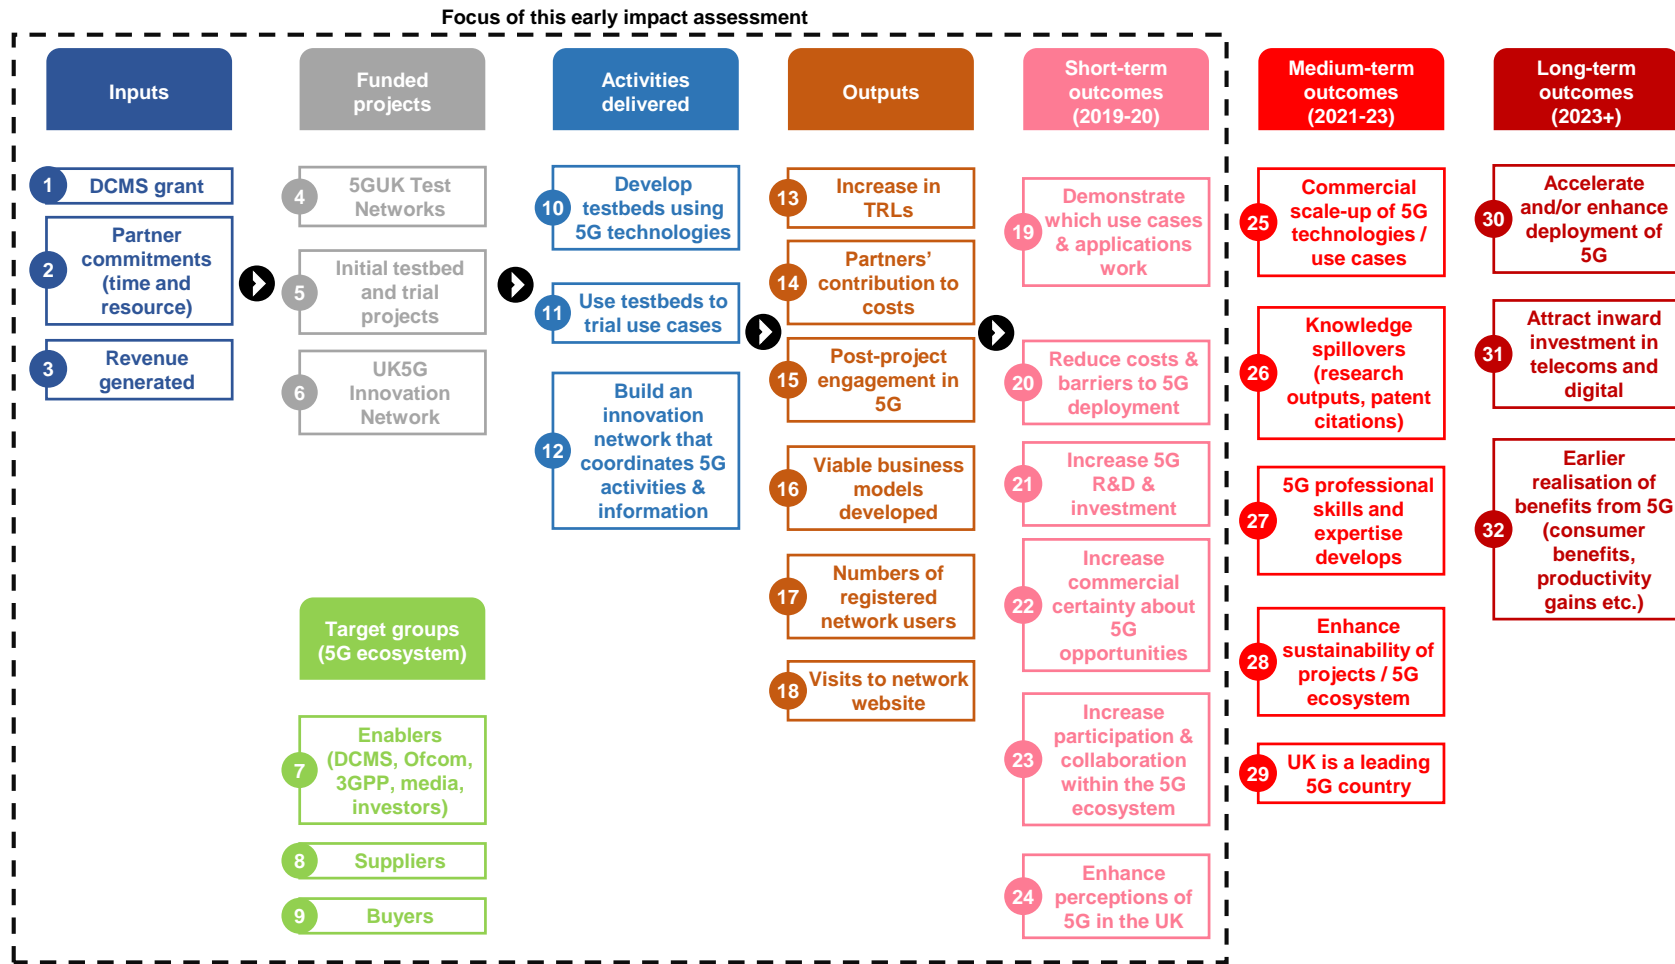 Focus of this early impact assessment
Inputs
1
DCMS grant
2
Partner
commitments
(time and
resource)
3
Revenue
generated
Funded
projects
4
5GUK Test
Networks
5
Initial testbed
and trial
projects
6
UK5G
Innovation
Network
Target groups
(5G ecosystem)
7
Enablers
(DCMS, Ofcom,
3GPP, media,
investors)
8
Suppliers
9
Buyers
Activities
delivered
10
Develop
testbeds using
5G technologies
11
Use testbeds to
trial use cases
12
Build an
innovation
network that
coordinates 5G
activities &
information
Outputs
13
Increase in
TRLs
14
Partners’
contribution to
costs
15
Post-project
engagement in
5G
16
Viable business
models
developed
17
Numbers of
registered
network users
18
Visits to network
website
Short-term
outcomes
(2019-20)
19
Demonstrate
which use cases
& applications
work
20
Reduce costs &
barriers to 5G
deployment
21
Increase 5G
R&D &
investment
22
Increase
commercial
certainty about
5G
opportunities
23
Increase
participation &
collaboration
within the 5G
ecosystem
24
Enhance
perceptions of
5G in the UK
Medium-term
outcomes
(2021-23)
25
Commercial
scale-up of 5G
technologies /
use cases
26
Knowledge
spillovers
(research
outputs, patent
citations)
27
5G professional
skills and
expertise
develops
28
Enhance
sustainability of
projects / 5G
ecosystem
29
UK is a leading
5G country
Long-term
outcomes
(2023+)
30
Accelerate
and/or enhance
deployment of
5G
31
Attract inward
investment in
telecoms and
digital
32
Earlier
realisation of
benefits from 5G
(consumer
benefits,
productivity
gains etc.)